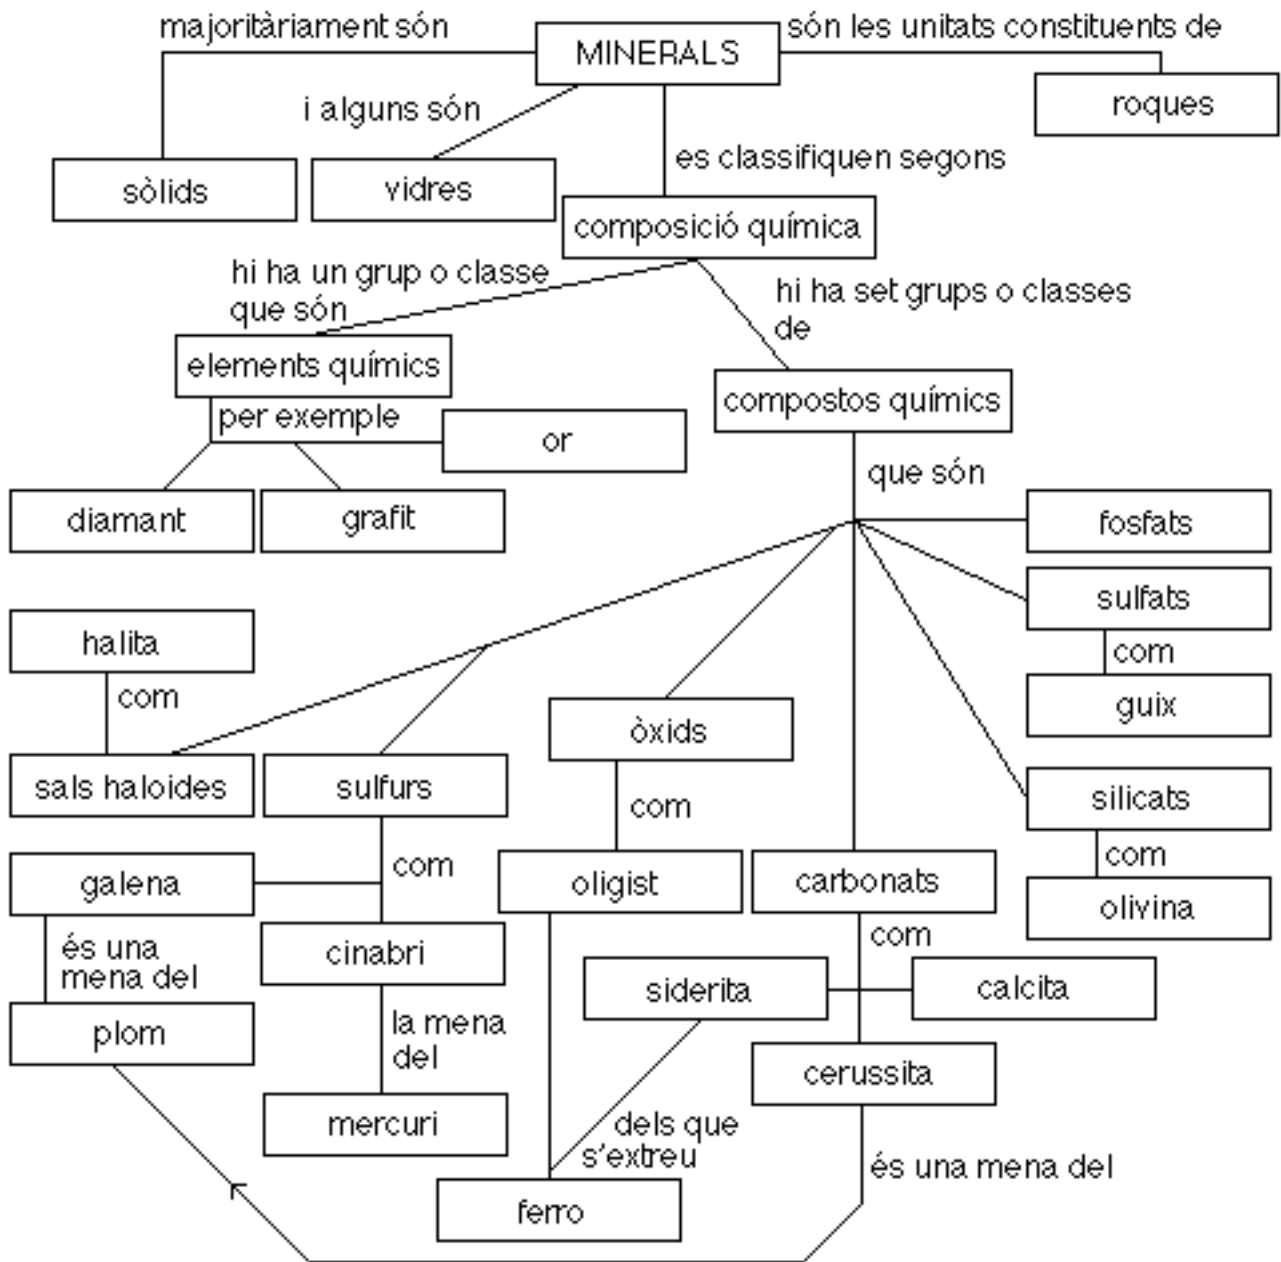 majoritàriament són
MINERALS
són les unitats constituents de
i alguns són
roques
es classifiquen segons
sòlids
vidres
composició química
hi ha un grup o classe
que són
hi ha set grups o classes
de
elements químics
compostos químics
per exemple
or
que són
diamant
grafit
fosfats
sulfats
com
guix
halita
com
òxids
sals haloides
sulfurs
silicats
com
com
com
galena
oligist
carbonats
olivina
com
és una
mena del
cinabri
siderita
calcita
plom
la mena
del
cerussita
mercuri
dels que
s'extreu
és una mena del
ferro